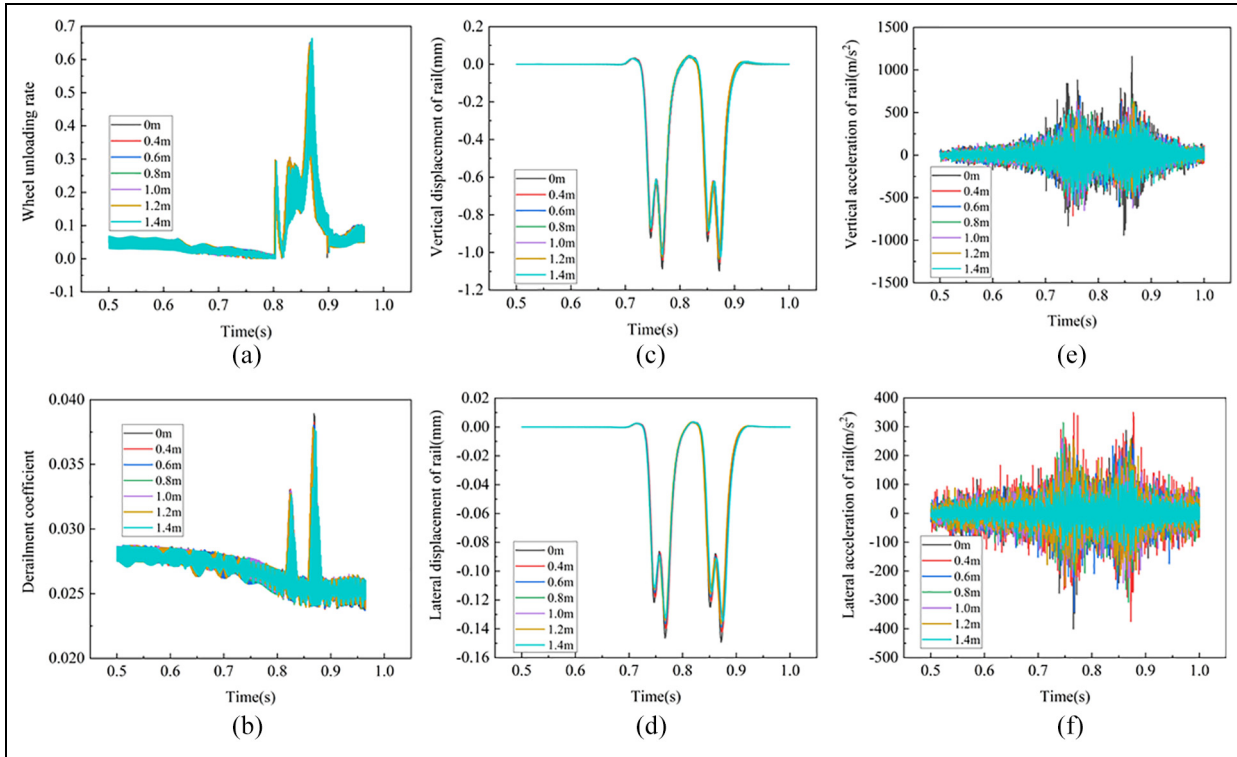 0.7
0.6
0.5
0.4
0.3
0.2
0.1
0.0
-0.1
Wheel unloading rate
0m
0.4m
0.6m
0.8m
1.0m
1.2m
1.4m
0.5 0.6 0.7 0.8 0.9 1.0
Time(s)
(a)
0.2
0.0
-0.2
-0.4
-0.6
-0.8
-1.0
-1.2
Vertical displacement of rail(mm)
0m
0.4m
0.6m
0.8m
1.0m
1.2m
1.4m
0.5 0.6 0.7 0.8 0.9 1.0
Time(s)
(c)
1500
1000
500
0
-500
-1000
-1500
Vertical acceleration of rail(m/s²)
0m
0.4m
0.6m
0.8m
1.0m
1.2m
1.4m
0.5 0.6 0.7 0.8 0.9 1.0
Time(s)
(e)
0.040
0.035
0.030
0.025
0.020
Derailment coefficient
0m
0.4m
0.6m
0.8m
1.0m
1.2m
1.4m
0.5 0.6 0.7 0.8 0.9 1.0
Time(s)
(b)
0.02
0.00
-0.02
-0.04
-0.06
-0.08
-0.10
-0.12
-0.14
-0.16
Lateral displacement of rail(mm)
0m
0.4m
0.6m
0.8m
1.0m
1.2m
1.4m
0.5 0.6 0.7 0.8 0.9 1.0
Time(s)
(d)
400
300
200
100
0
-100
-200
-300
-400
-500
Lateral acceleration of rail(m/s²)
0m
0.4m
0.6m
0.8m
1.0m
1.2m
1.4m
0.5 0.6 0.7 0.8 0.9 1.0
Time(s)
(f)